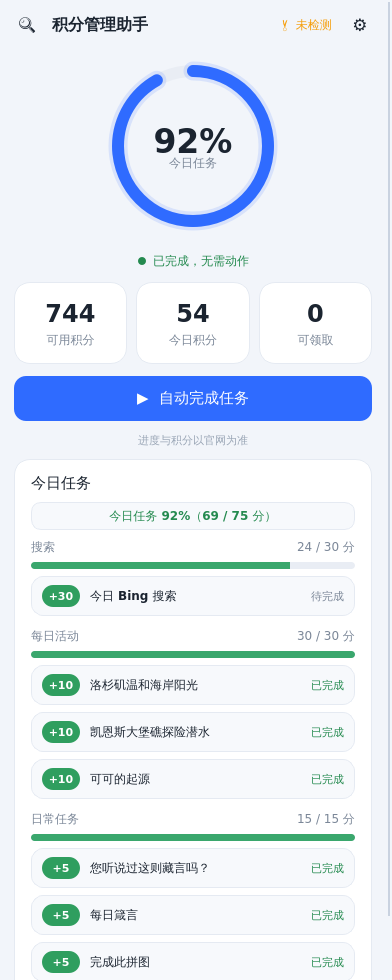 积分管理助手
未检测
92%
今日任务
已完成，无需动作
744
可用积分
54
今日积分
0
可领取
自动完成任务
进度与积分以官网为准
今日任务
今日任务 92%（69 / 75 分）
搜索 24 / 30 分
+30 今日 Bing 搜索 待完成
每日活动 30 / 30 分
+10 洛杉矶温和海岸阳光 已完成
+10 凯恩斯大堡礁探险潜水 已完成
+10 可可的起源 已完成
日常任务 15 / 15 分
+5 您听说过这则藏言吗？ 已完成
+5 每日箴言 已完成
+5 完成此拼图 已完成